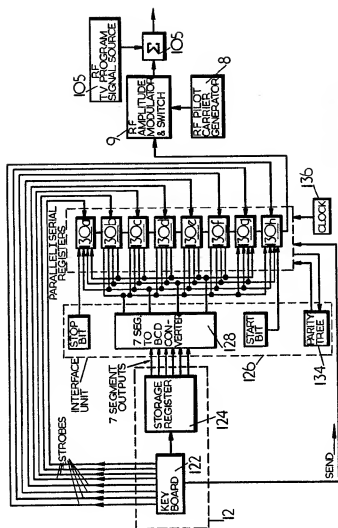 105
RF TV PROGRAM SIGNAL SOURCE
Σ
105
9
RF AMPLITUDE MODULATOR & SWITCH
RF PILOT CARRIER GENERATOR
8
PARALLEL/SERIAL REGISTERS
130a
130b
130c
130d
130e
130f
130g
130h
CLOCK
136
STOP BIT
7 SEG. TO BCD CON- VERTER
128
START BIT
126
PARITY TREE
134
INTERFACE UNIT
7 SEGMENT OUTPUTS
STORAGE REGISTER
124
STROBES
KEY BOARD
122
12
SEND